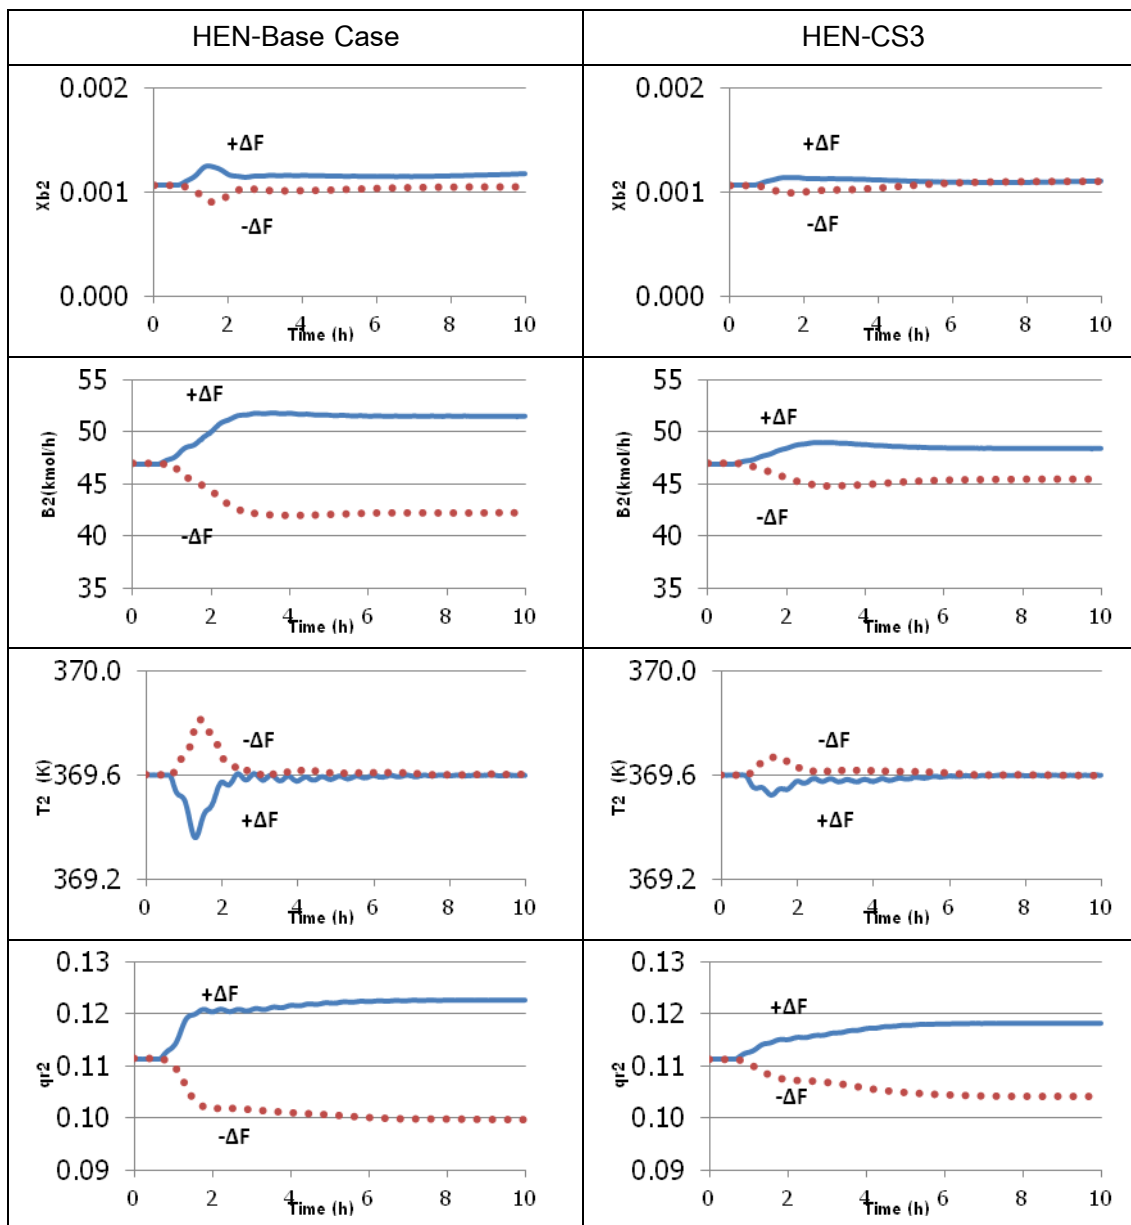 HEN-Base Case
HEN-CS3
0.002
0.001
0.000
Xb2
+ΔF
-ΔF
0 2 4 6 8 10
Time (h)
0.002
0.001
0.000
Xb2
+ΔF
-ΔF
0 2 4 6 8 10
Time (h)
55
50
45
40
35
B2(kmol/h)
+ΔF
-ΔF
0 2 4 6 8 10
Time (h)
55
50
45
40
35
B2(kmol/h)
+ΔF
-ΔF
0 2 4 6 8 10
Time (h)
370.0
369.6
369.2
T2 (K)
-ΔF
+ΔF
0 2 4 6 8 10
Time (h)
370.0
369.6
369.2
T2 (K)
-ΔF
+ΔF
0 2 4 6 8 10
Time (h)
0.13
0.12
0.11
0.10
0.09
qr2
+ΔF
-ΔF
0 2 4 6 8 10
Time (h)
0.13
0.12
0.11
0.10
0.09
qr2
+ΔF
-ΔF
0 2 4 6 8 10
Time (h)